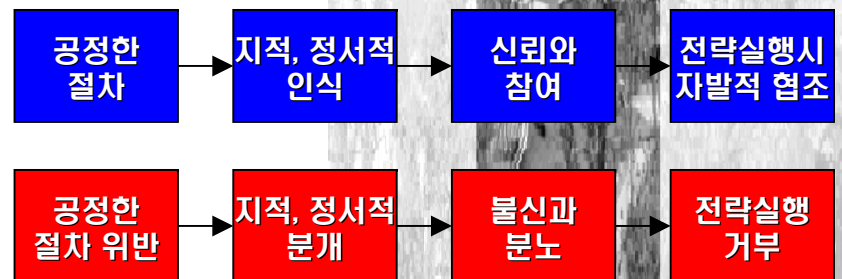 공정한
절차
지적, 정서적
인식
신뢰와
참여
전략실행시
자발적 협조
공정한
절차 위반
지적, 정서적
분개
불신과
분노
전략실행
거부